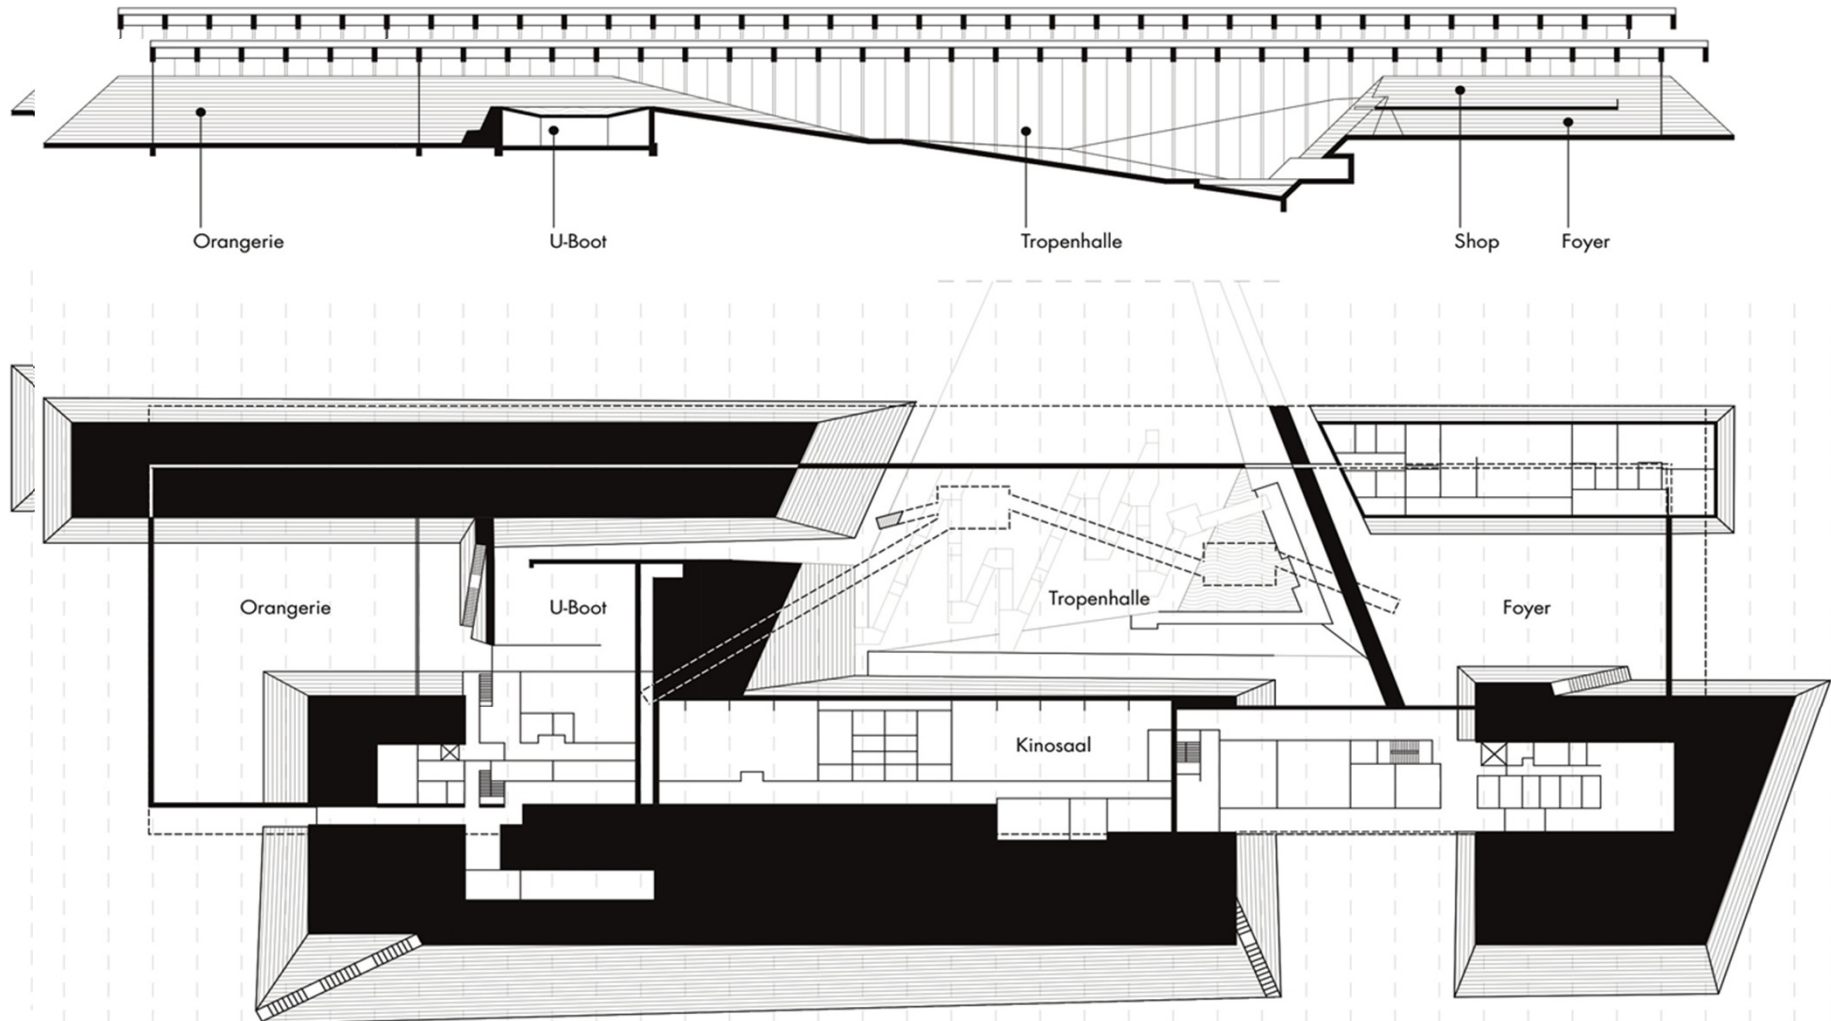 Orangerie
U-Boot
Tropenhalle
Shop
Foyer
Orangerie
U-Boot
Tropenhalle
Foyer
Kinosaal